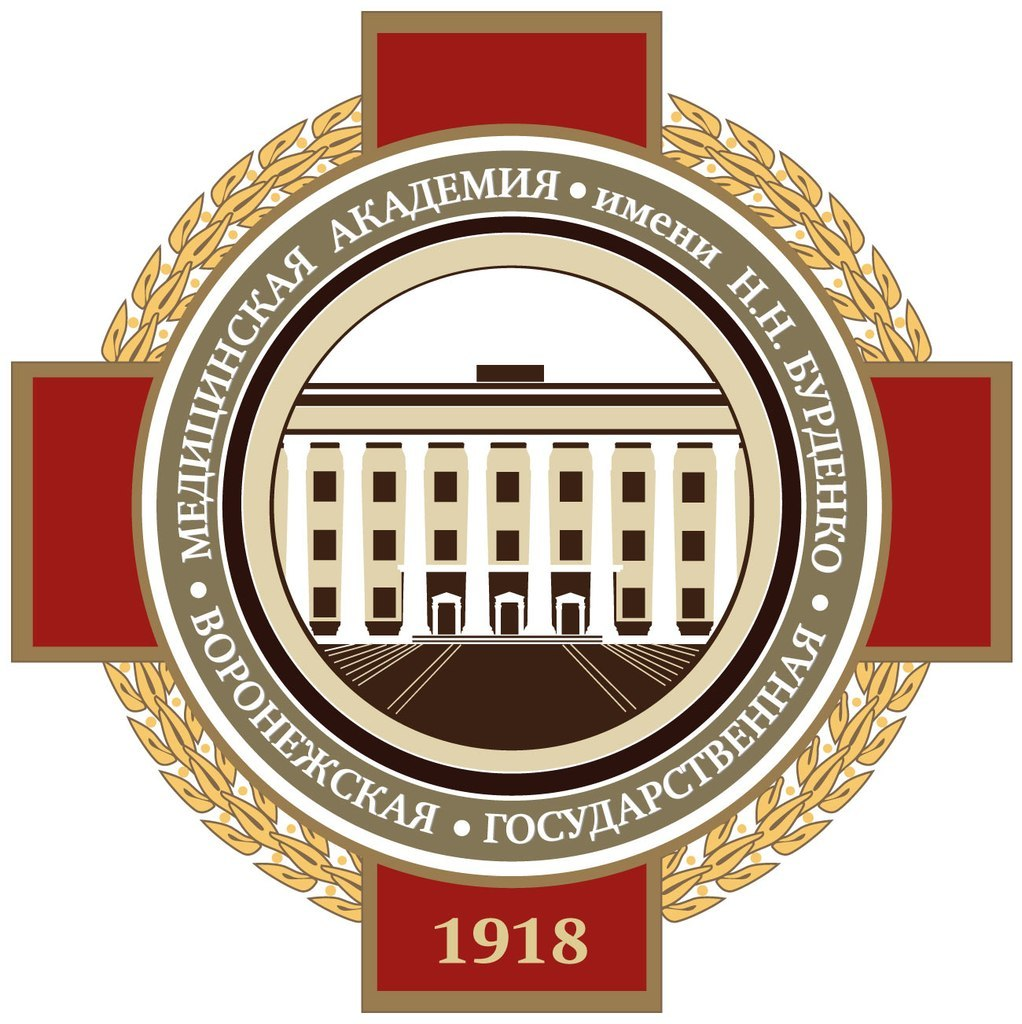 МЕДИЦИНСКАЯ АКАДЕМИЯ • имени Н.Н. БУРДЕНКО •
ВОРОНЕЖСКАЯ • ГОСУДАРСТВЕННАЯ •
1918